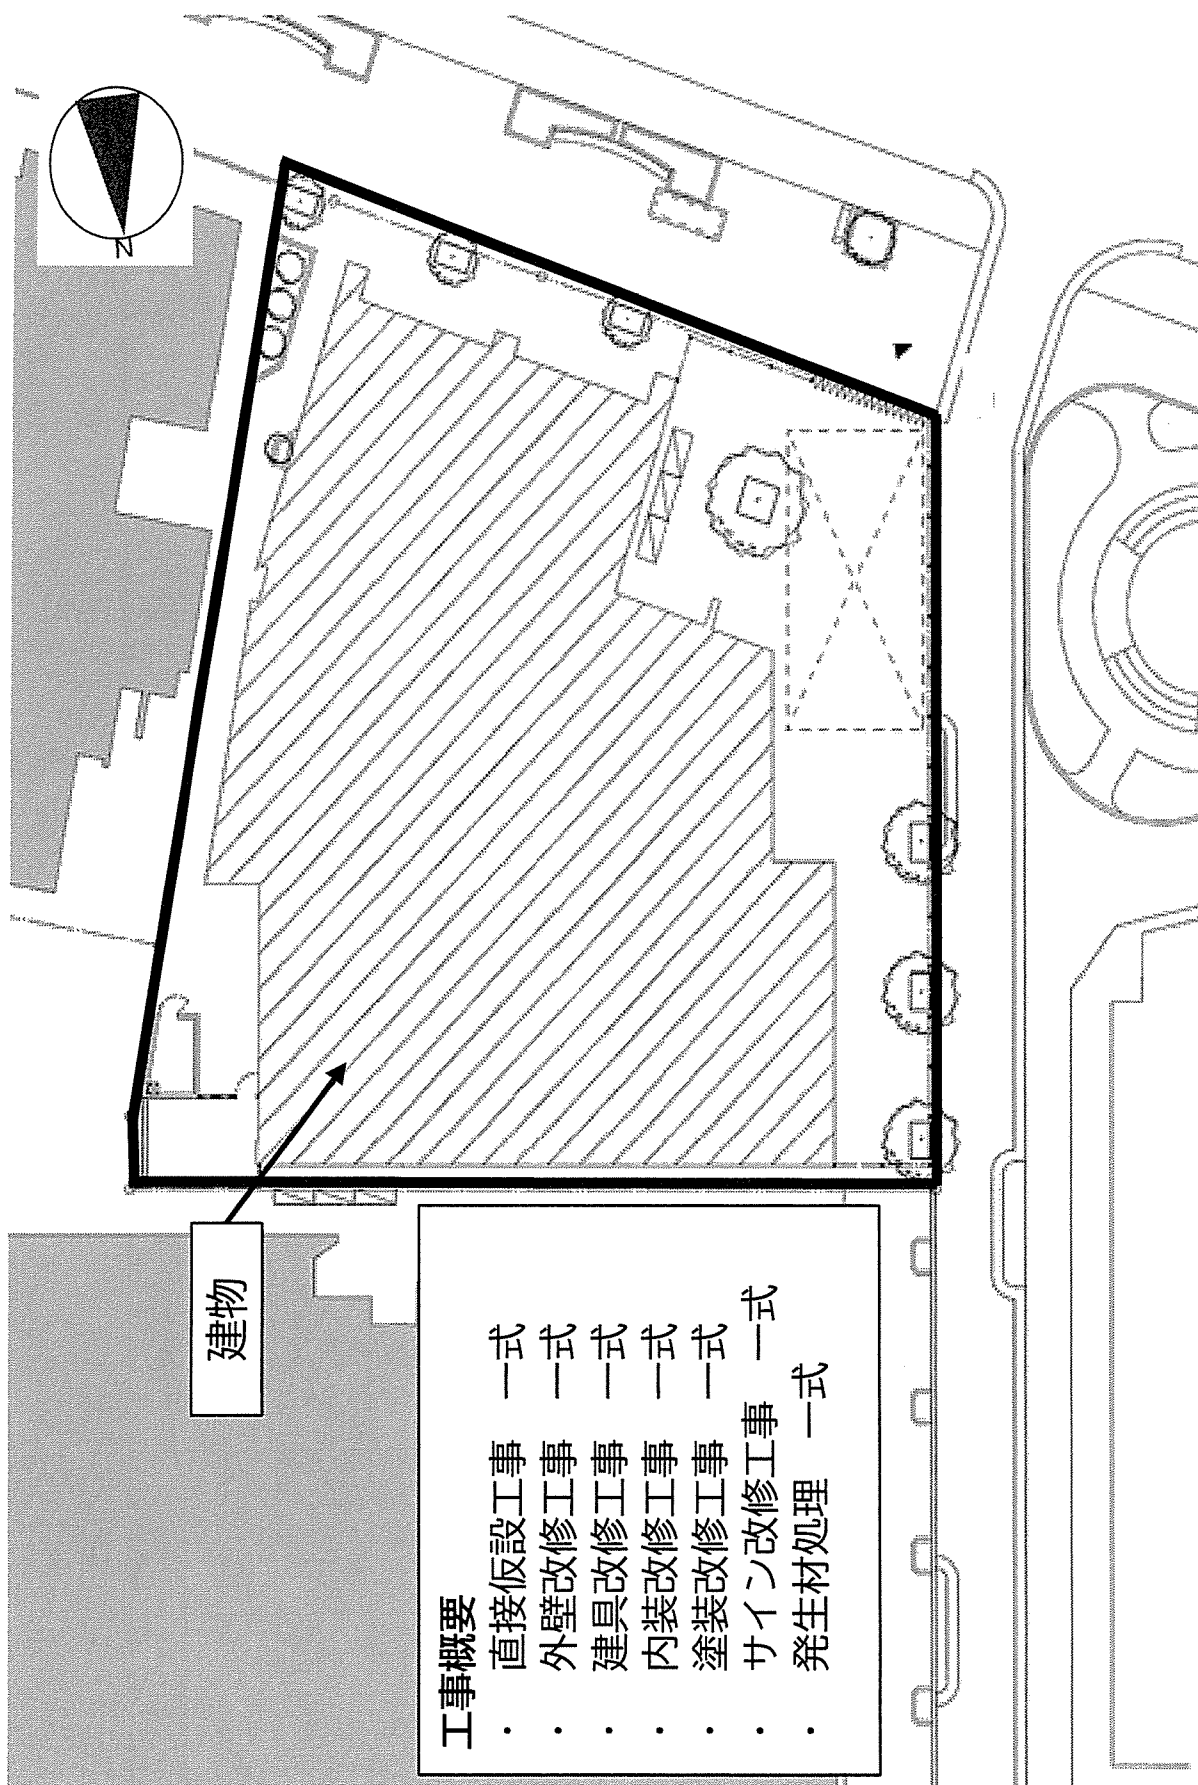 N
建物
工事概要
・ 直接仮設工事 一式
・ 外壁改修工事 一式
・ 建具改修工事 一式
・ 内装改修工事 一式
・ 塗装改修工事 一式
・ サイン改修工事 一式
・ 発生材処理 一式